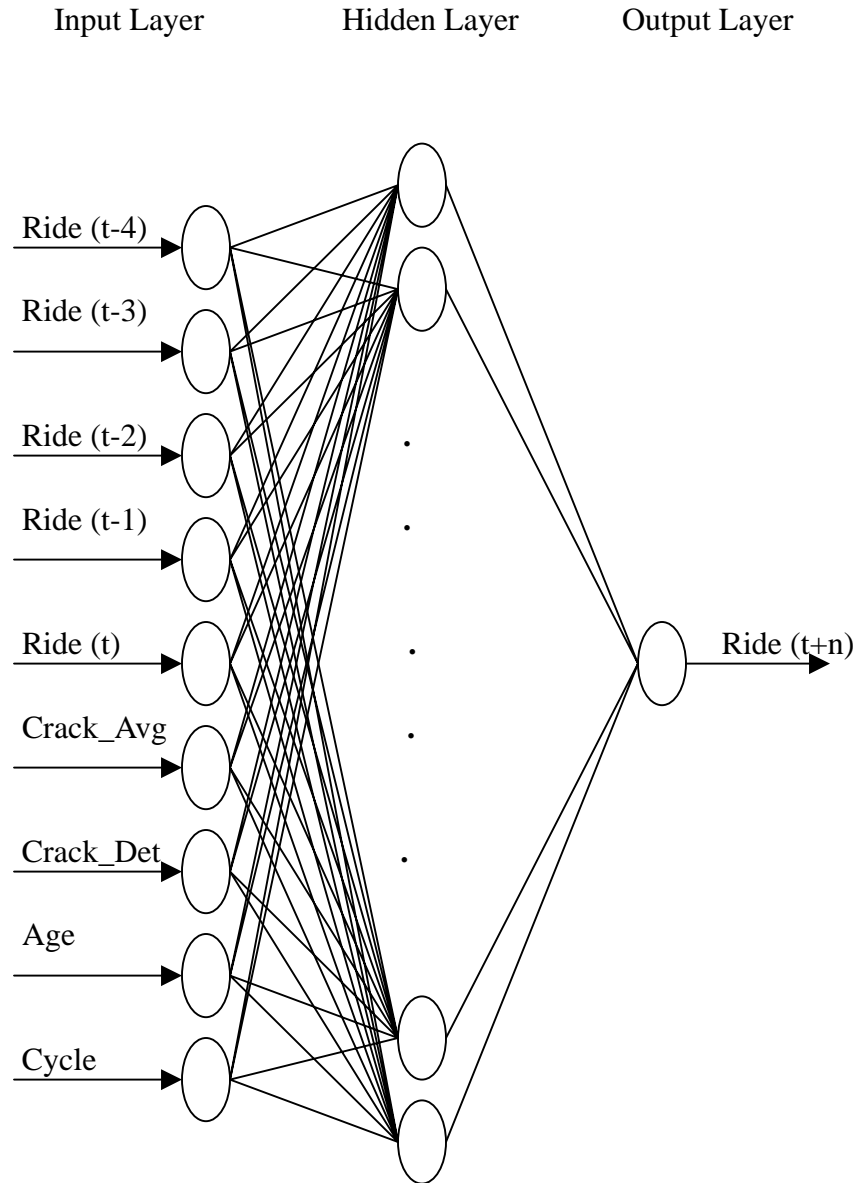 Input Layer
Hidden Layer
Output Layer
Ride (t-4)
Ride (t-3)
Ride (t-2)
Ride (t-1)
Ride (t)
Crack_Avg
Crack_Det
Age
Cycle
Ride (t+n)